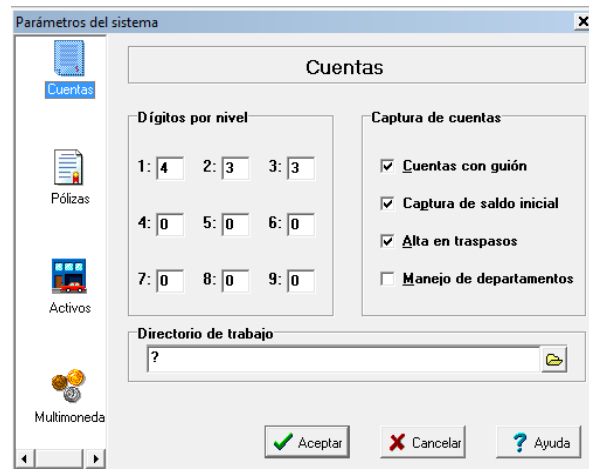 Parámetros del sistema
Cuentas
Pólizas
Activos
Multimoneda
Cuentas
Dígitos por nivel
1: 4 2: 3 3: 3
4: 0 5: 0 6: 0
7: 0 8: 0 9: 0
Captura de cuentas
Cuentas con guión
Captura de saldo inicial
Alta en traspasos
Manejo de departamentos
Directorio de trabajo
?
Aceptar Cancelar ? Ayuda